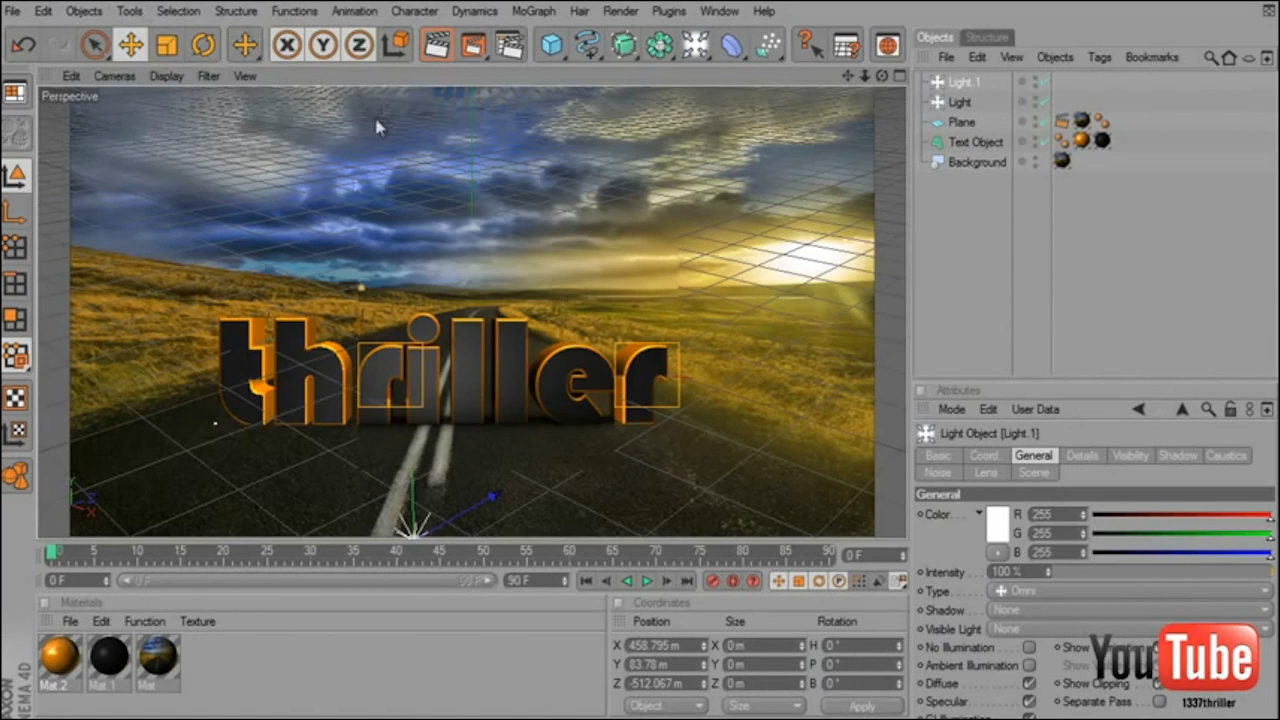 File Edit Objects Tools Selection Structure Functions Animation Character Dynamics MoGraph Hair Render Plugins Window Help
X Y Z
Objects Structure
File Edit View Objects Tags Bookmarks
Edit Cameras Display Filter View
Perspective
Light.1
Light
Plane
Text Object
Background
thriller
Attributes
Mode Edit User Data
Light Object [Light.1]
Basic Coord. General Details Visibility Shadow Caustics
Noise Lens Scene
General
Color R 255
G 255
B 255
Intensity 100 %
Type Omni
Shadow None
Visible Light None
No Illumination Show
Ambient Illumination Show
Diffuse Show Clipping
Specular Separate Pass
GI Illumination
0 5 10 15 20 25 30 35 40 45 50 55 60 65 70 75 80 85 90 0 F
0 F 0 F 90 F 90 F
Materials
File Edit Function Texture
Mat.2 Mat.1 Mat
Coordinates
Position Size Rotation
X 458.795 m X 0 m H 0 °
Y 83.78 m Y 0 m P 0 °
Z -512.067 m Z 0 m B 0 °
Object Size Apply
YouTube
1337thriller